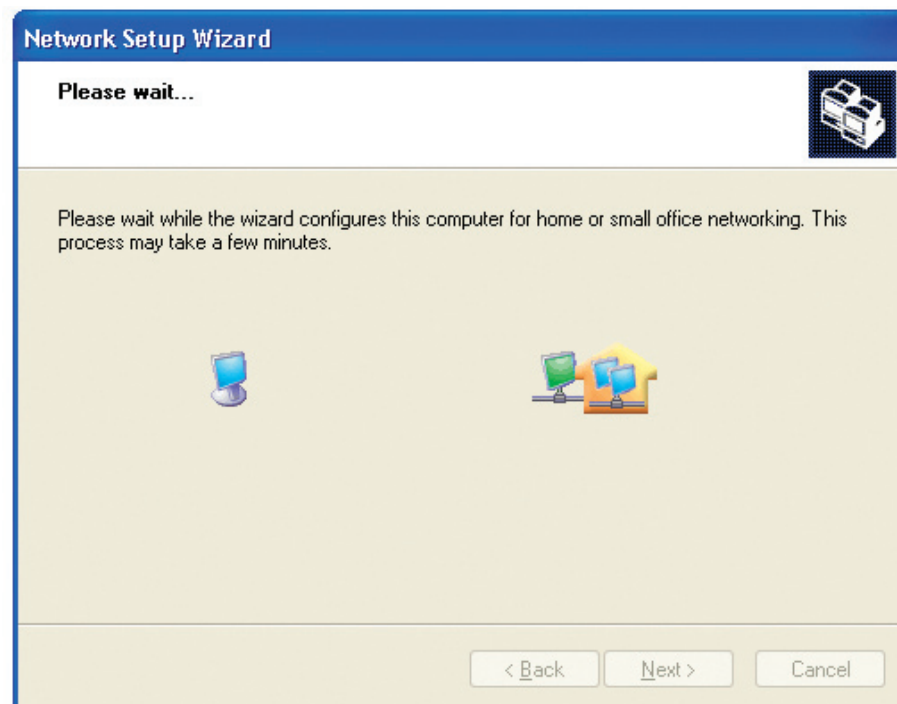 Network Setup Wizard
Please wait...
Please wait while the wizard configures this computer for home or small office networking. This
process may take a few minutes.
< Back
Next >
Cancel